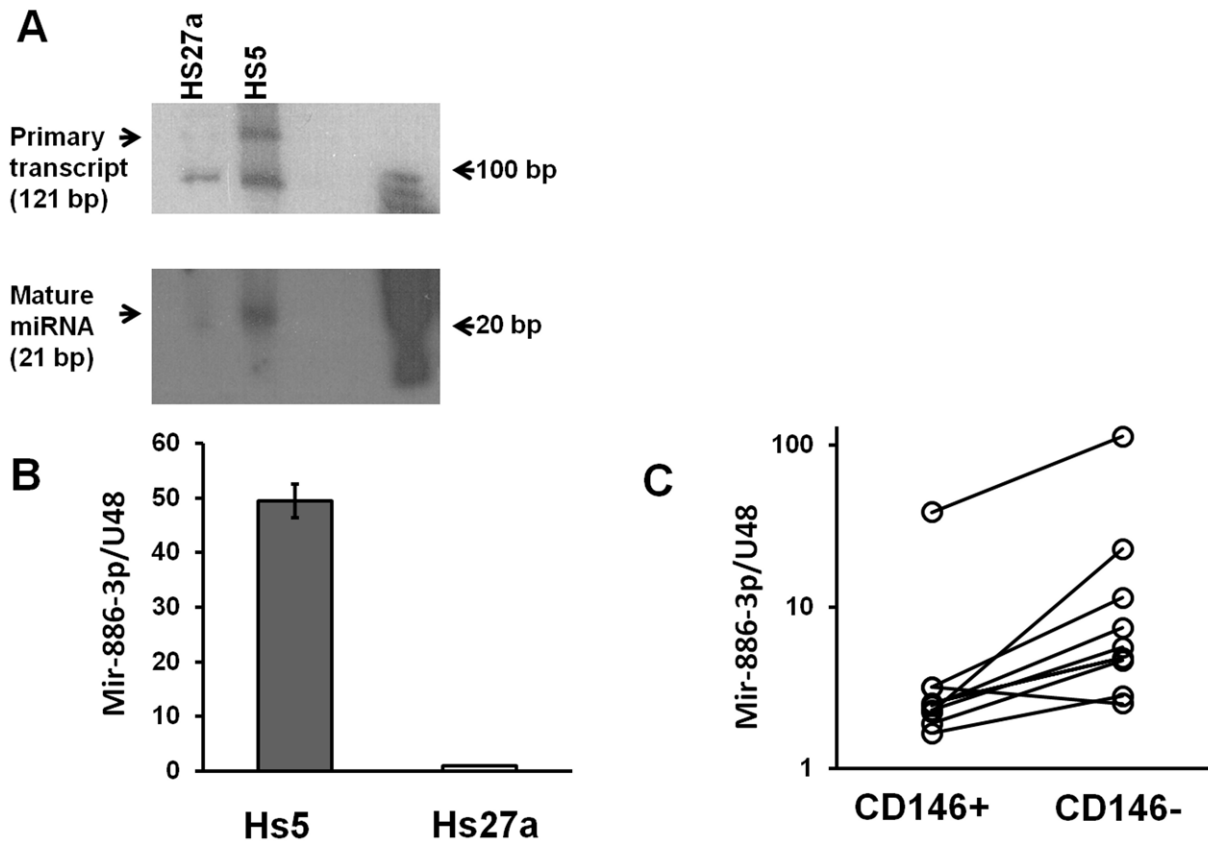 A
HS27a
HS5
Primary
transcript
(121 bp)
100 bp
Mature
miRNA
(21 bp)
20 bp
B
Mir-886-3p/U48
60
50
40
30
20
10
0
Hs5
Hs27a
C
Mir-886-3p/U48
100
10
1
CD146+
CD146-